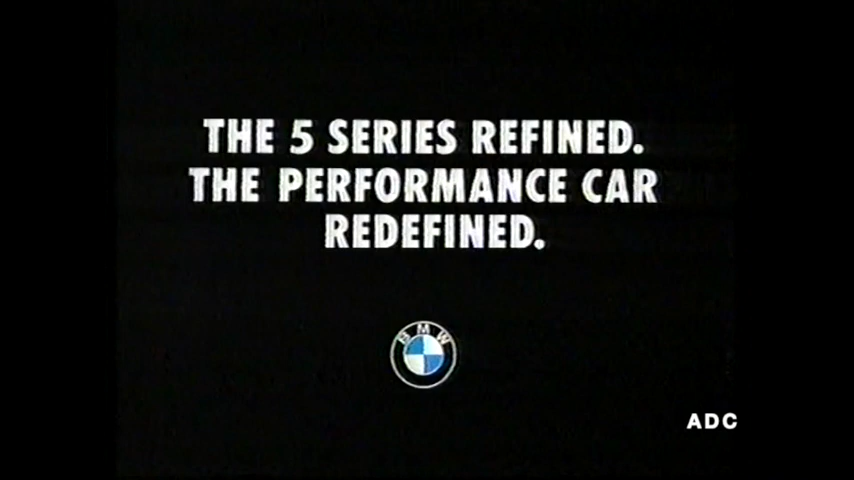 THE 5 SERIES REFINED.
THE PERFORMANCE CAR
REDEFINED.
BMW
ADC